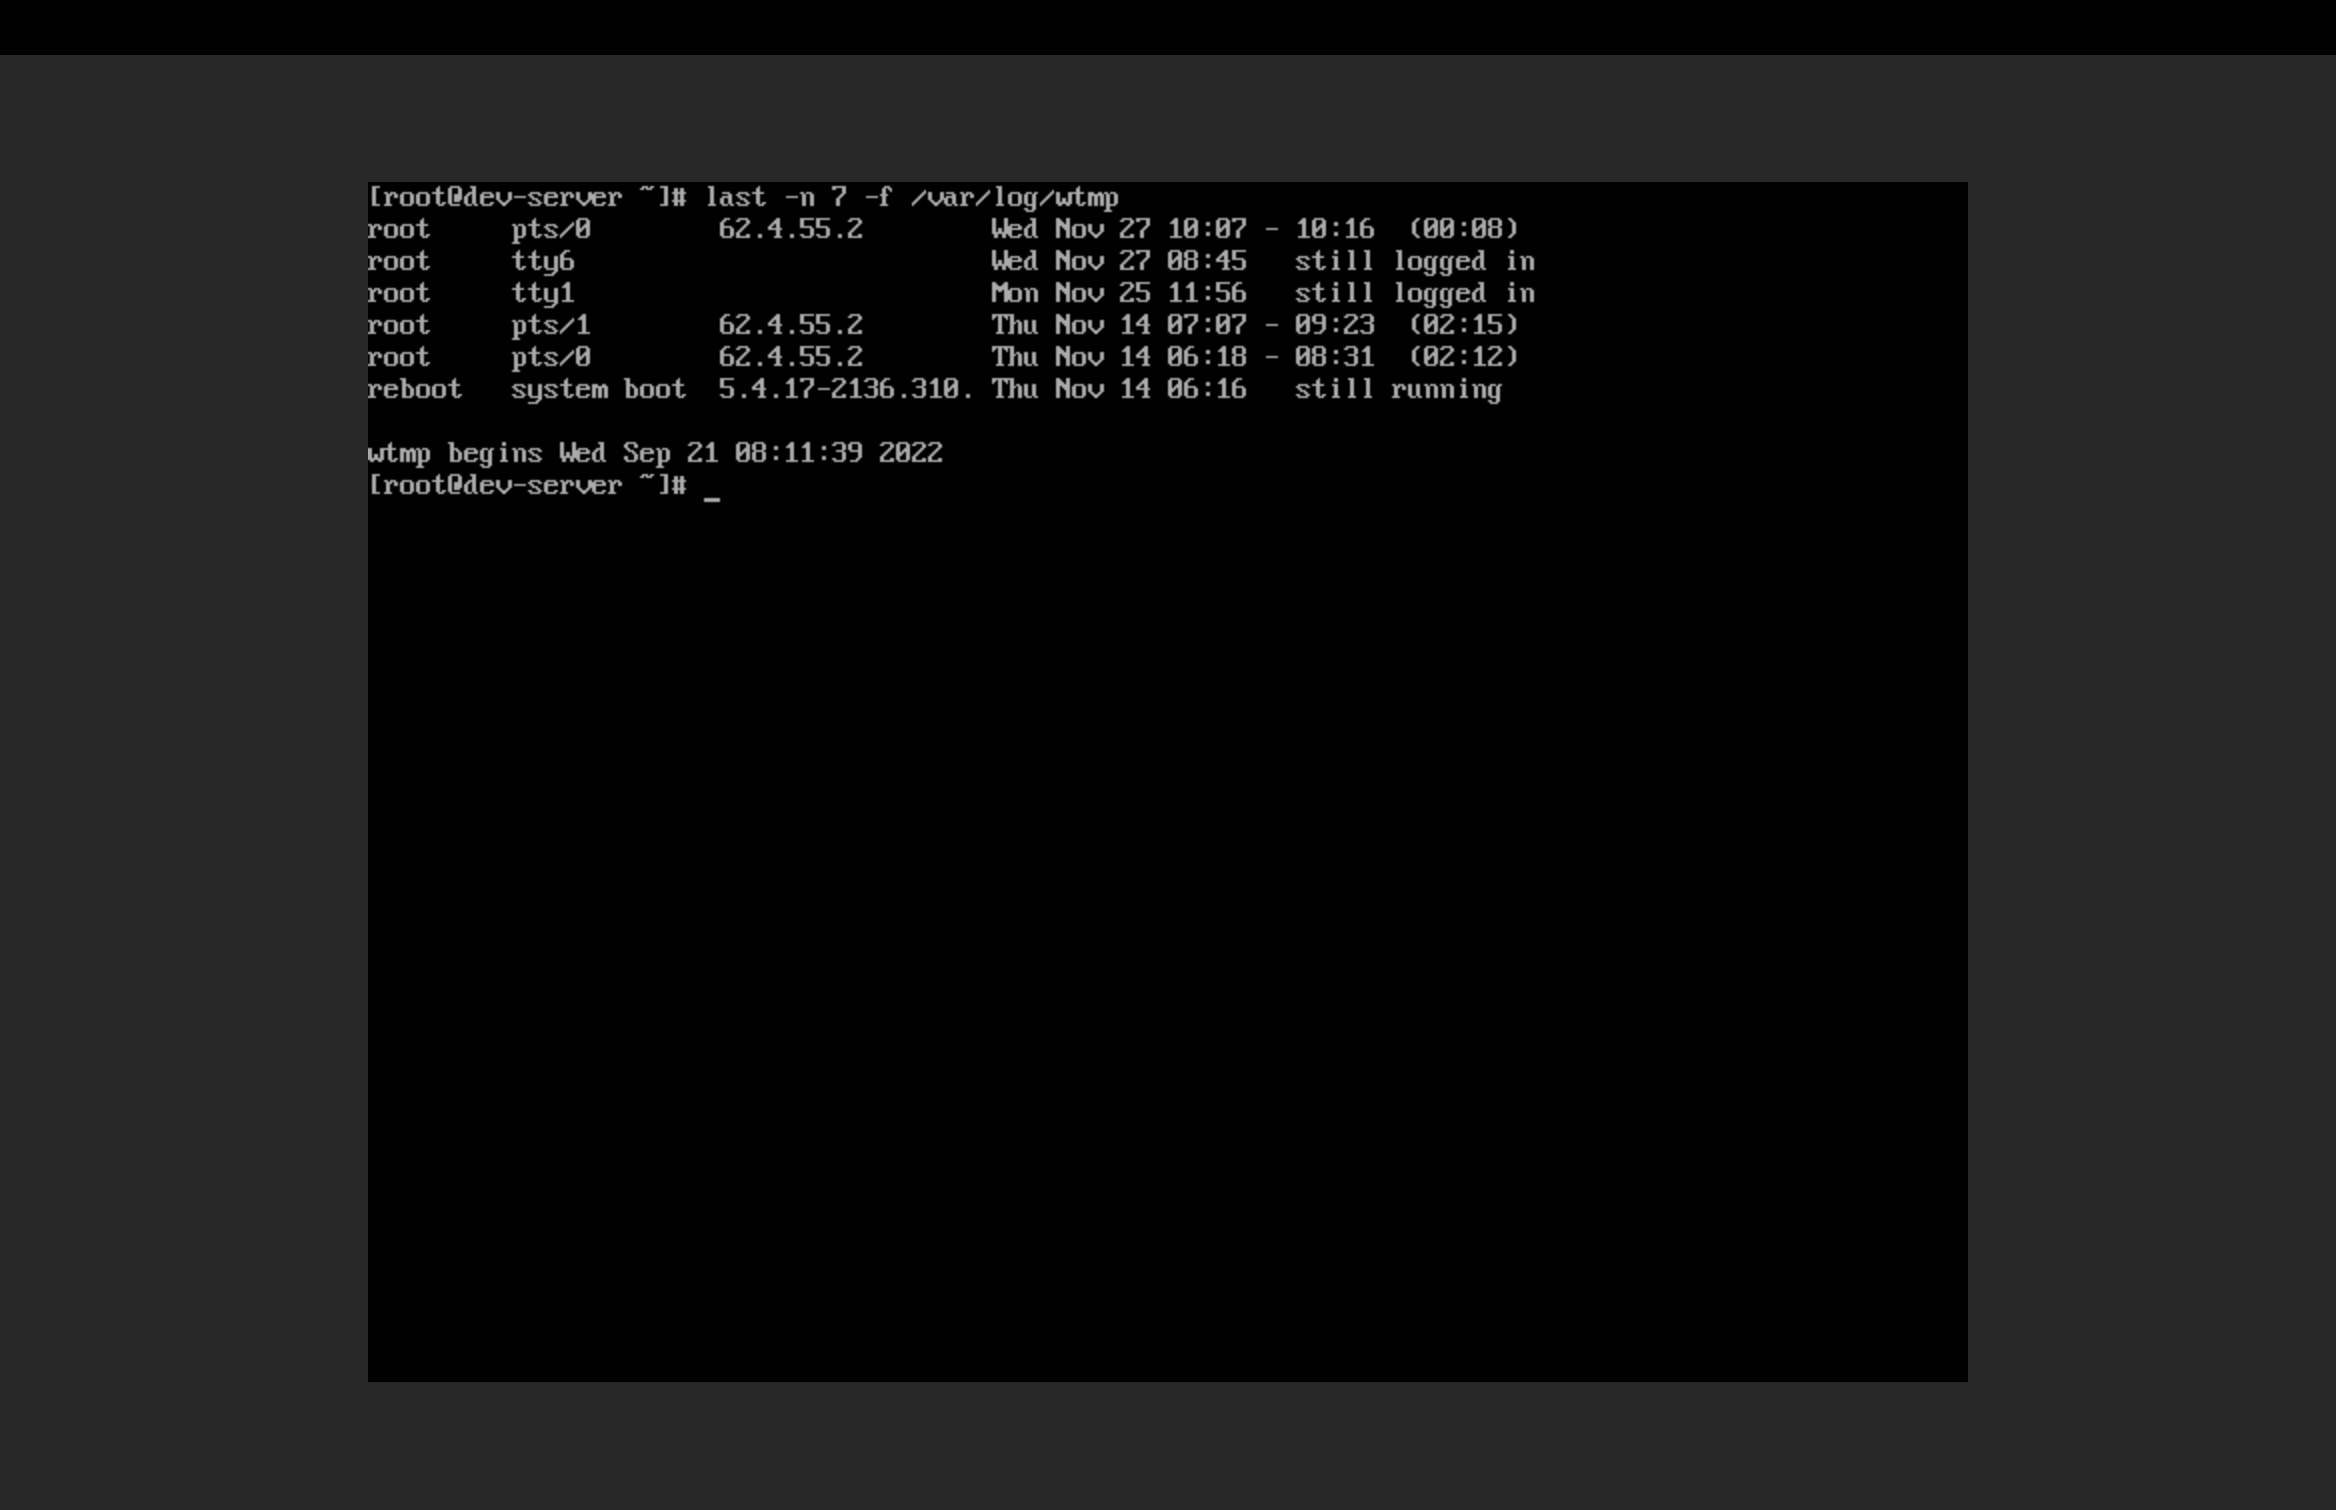 [root@dev-server ~]# last -n 7 -f /var/log/wtmp
root     pts/0        62.4.55.2        Wed Nov 27 10:07 - 10:16  (00:08)
root     tty6                          Wed Nov 27 08:45   still logged in
root     tty1                          Mon Nov 25 11:56   still logged in
root     pts/1        62.4.55.2        Thu Nov 14 07:07 - 09:23  (02:15)
root     pts/0        62.4.55.2        Thu Nov 14 06:18 - 08:31  (02:12)
reboot   system boot  5.4.17-2136.310. Thu Nov 14 06:16   still running

wtmp begins Wed Sep 21 08:11:39 2022
[root@dev-server ~]# _